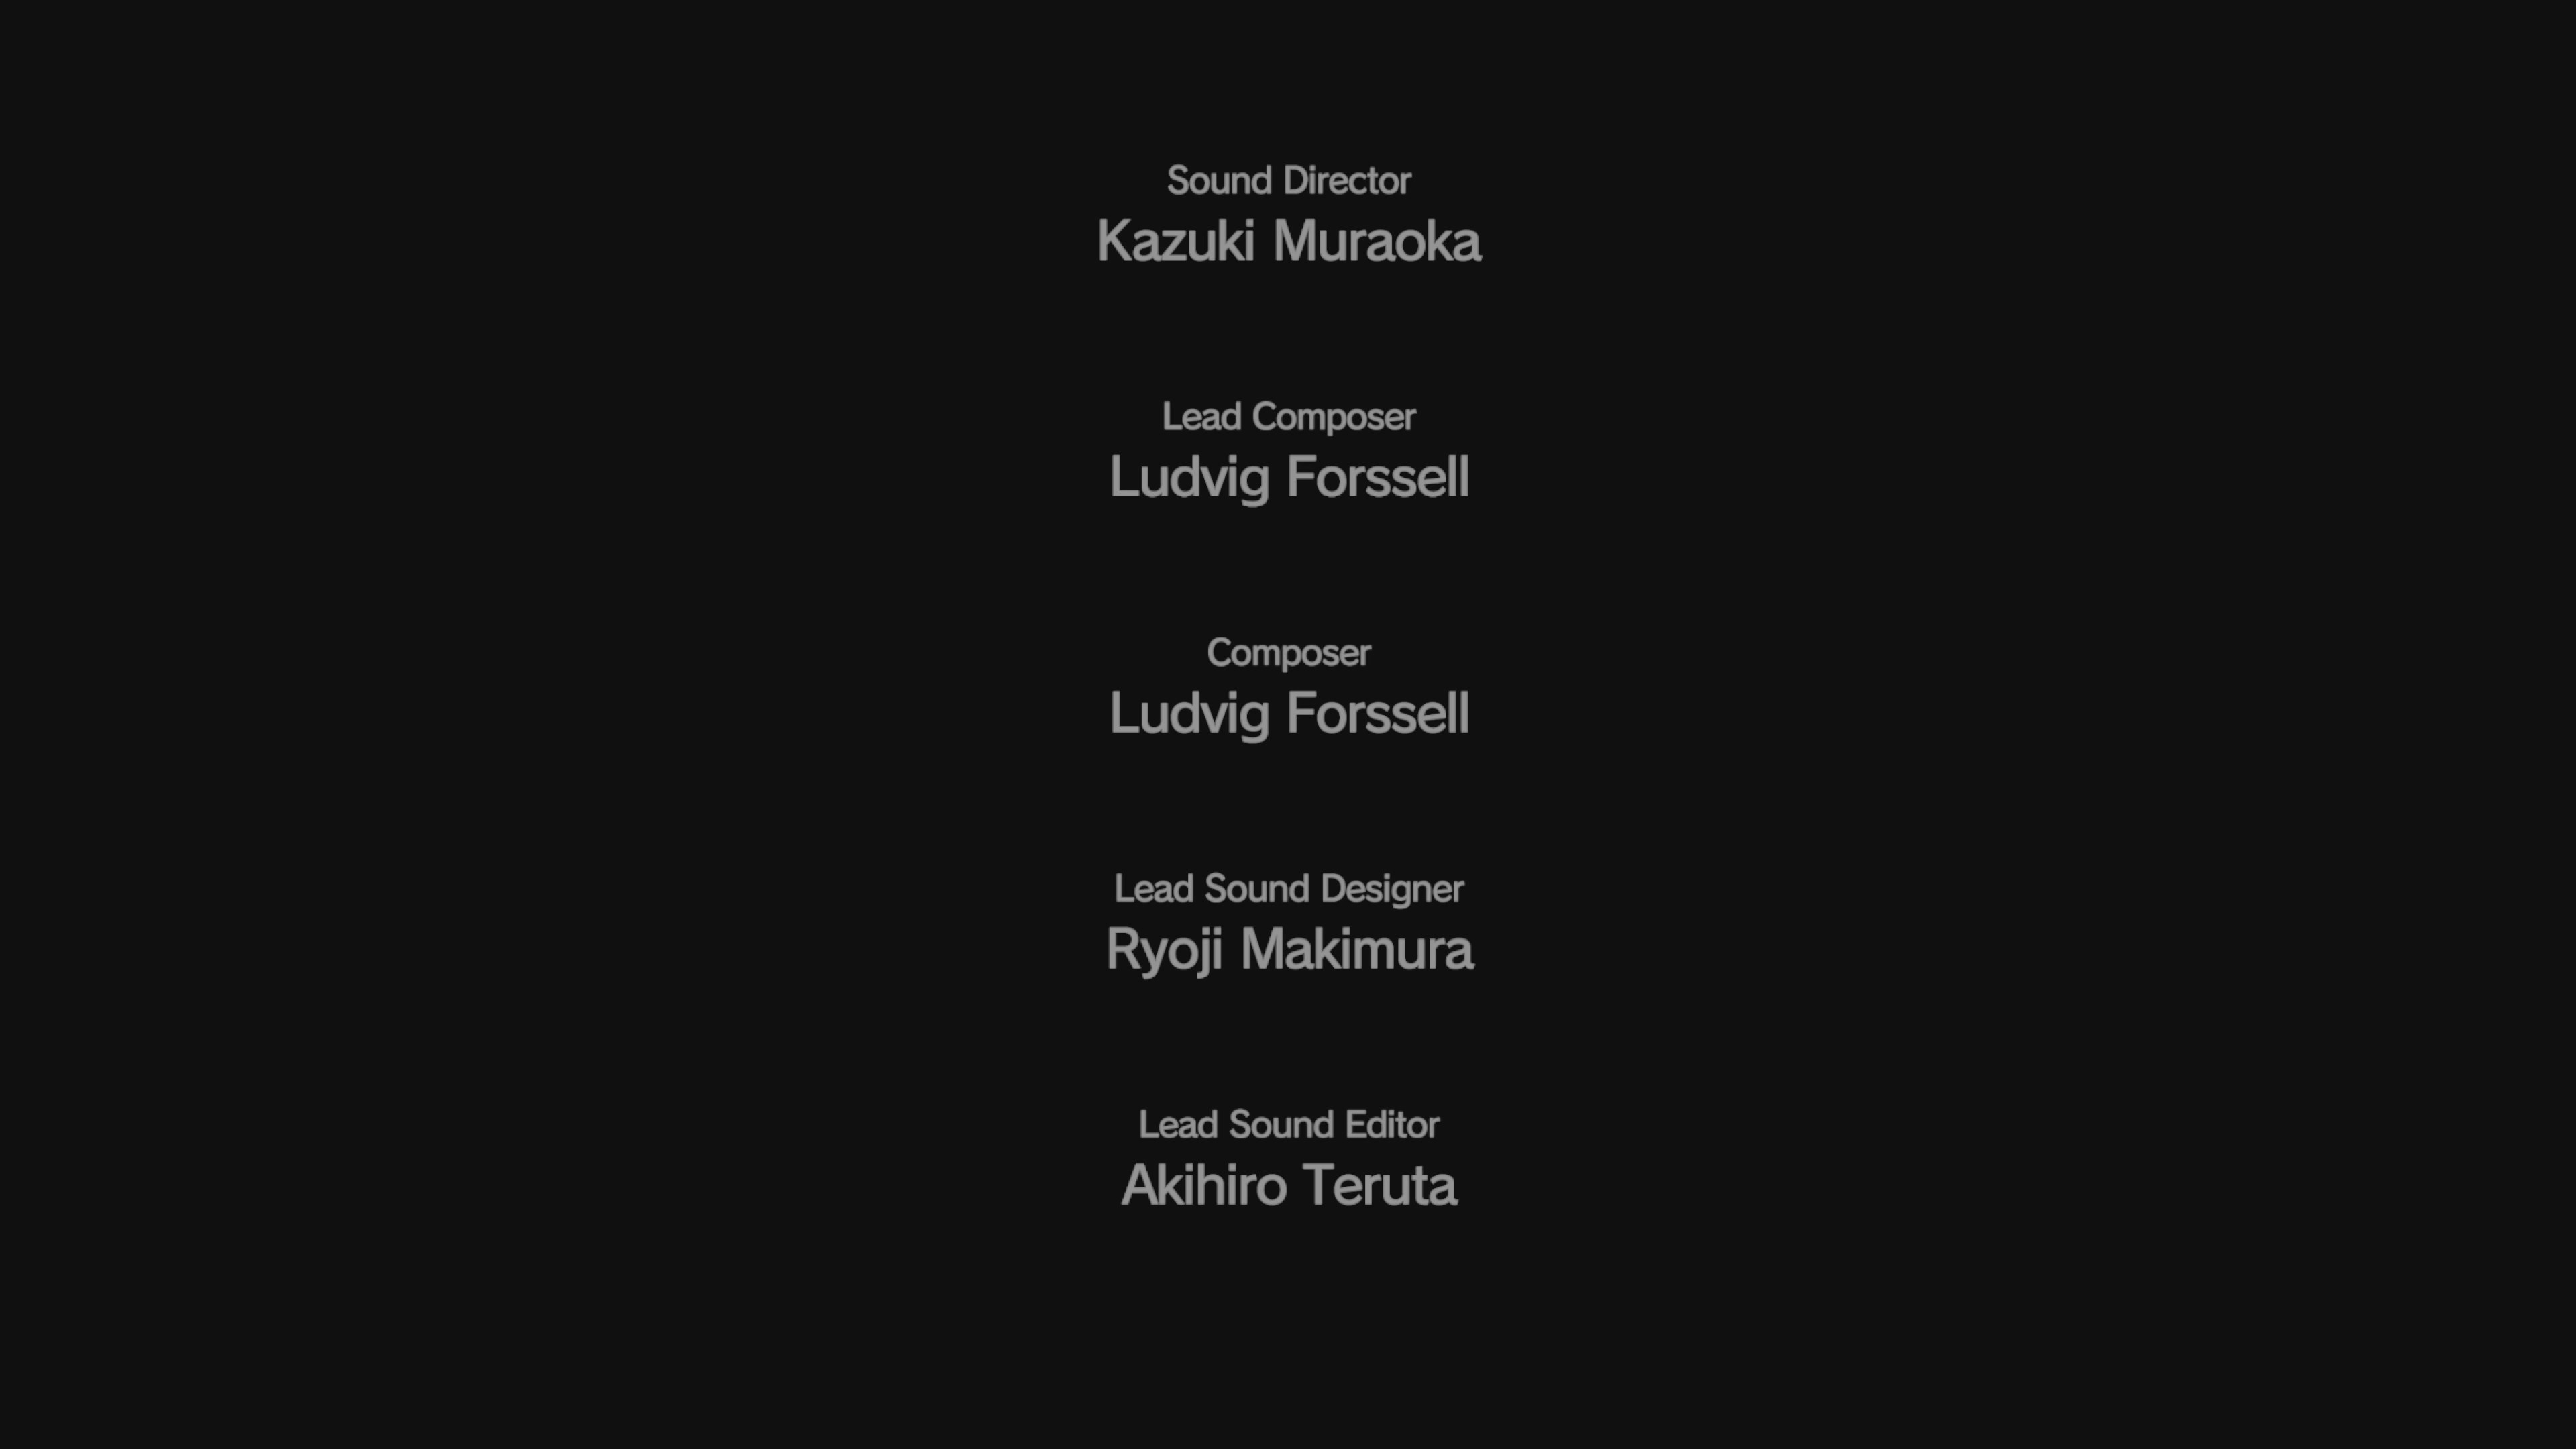 Sound Director
Kazuki Muraoka
Lead Composer
Ludvig Forssell
Composer
Ludvig Forssell
Lead Sound Designer
Ryoji Makimura
Lead Sound Editor
Akihiro Teruta